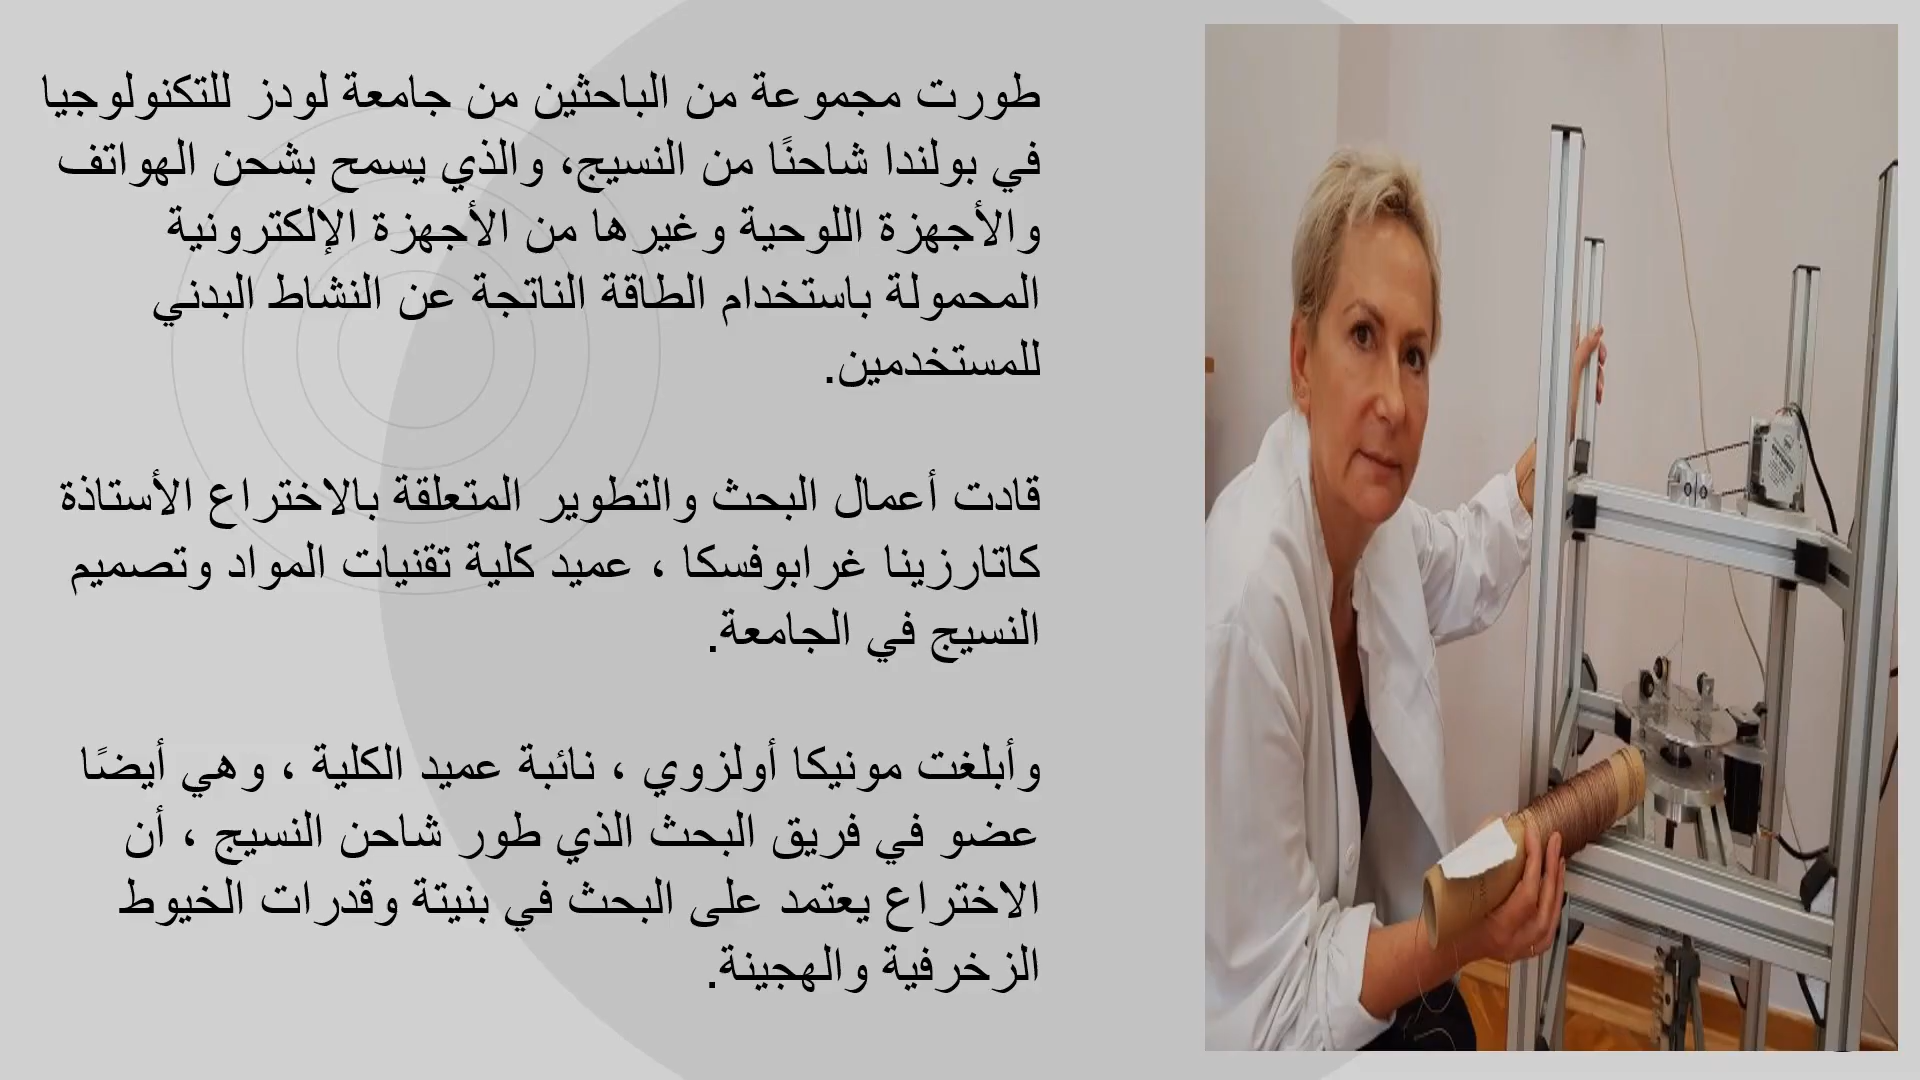 طورت مجموعة من الباحثين من جامعة لودز للتكنولوجيا
في بولندا شاحنًا من النسيج، والذي يسمح بشحن الهواتف
والأجهزة اللوحية وغيرها من الأجهزة الإلكترونية
المحمولة باستخدام الطاقة الناتجة عن النشاط البدني
للمستخدمين.
قادت أعمال البحث والتطوير المتعلقة بالاختراع الأستاذة
كاتارزينا غرابوفسكا ، عميد كلية تقنيات المواد وتصميم
النسيج في الجامعة.
وأبلغت مونيكا أولزوي ، نائبة عميد الكلية ، وهي أيضًا
عضو في فريق البحث الذي طور شاحن النسيج ، أن
الاختراع يعتمد على البحث في بنيتة وقدرات الخيوط
الزخرفية والهجينة.